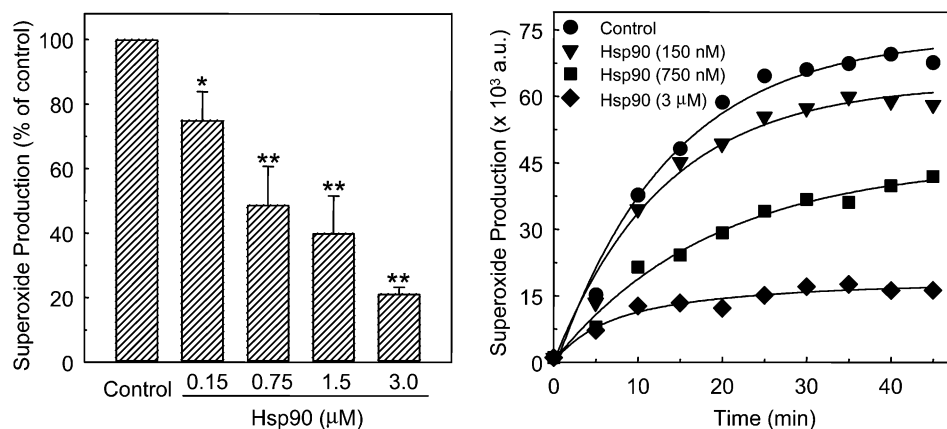 Superoxide Production (% of control)
100
80
60
40
20
0
*
**
**
**
Control
0.15 0.75 1.5 3.0
Hsp90 (μM)
Superoxide Production (x 10³ a.u.)
75
60
45
30
15
0
Control
Hsp90 (150 nM)
Hsp90 (750 nM)
Hsp90 (3 μM)
0 10 20 30 40
Time (min)